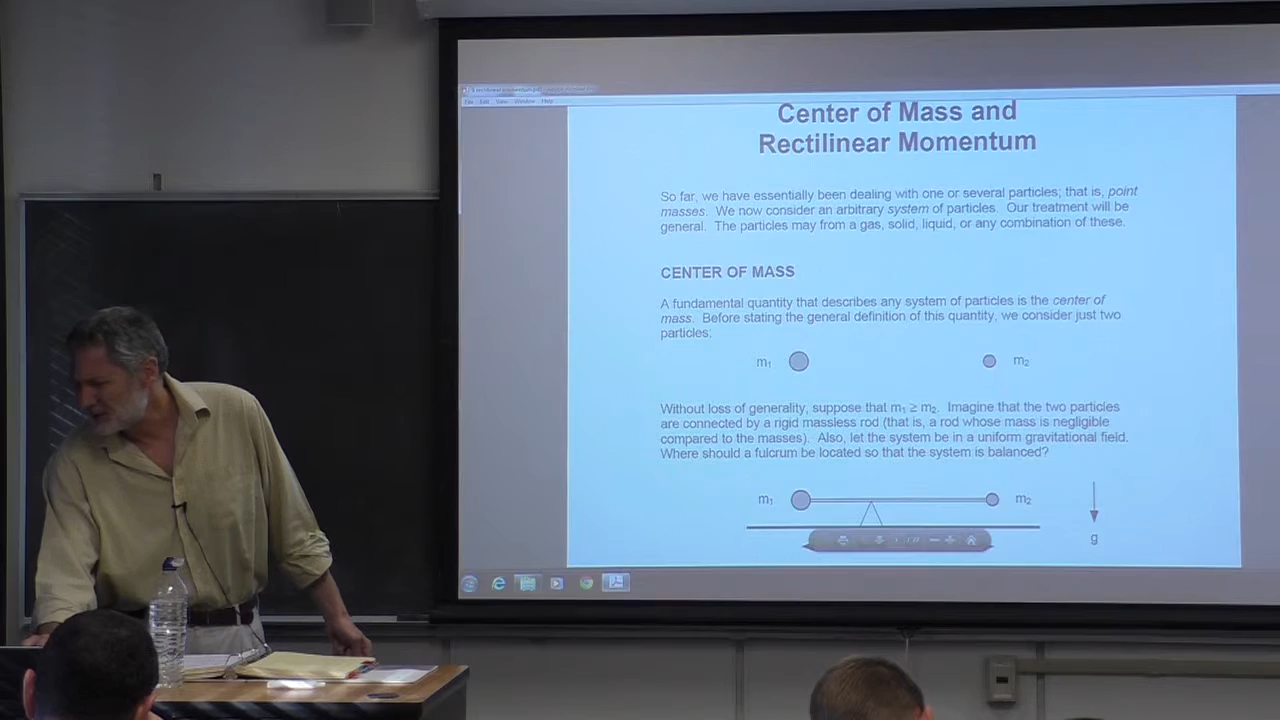 File Edit View Window Help
Center of Mass and
Rectilinear Momentum
So far, we have essentially been dealing with one or several particles; that is, point
masses. We now consider an arbitrary system of particles. Our treatment will be
general. The particles may from a gas, solid, liquid, or any combination of these.
CENTER OF MASS
A fundamental quantity that describes any system of particles is the center of
mass. Before stating the general definition of this quantity, we consider just two
particles:
m₁ m₂
Without loss of generality, suppose that m₁ ≥ m₂. Imagine that the two particles
are connected by a rigid massless rod (that is, a rod whose mass is negligible
compared to the masses). Also, let the system be in a uniform gravitational field.
Where should a fulcrum be located so that the system is balanced?
m₁ m₂
g